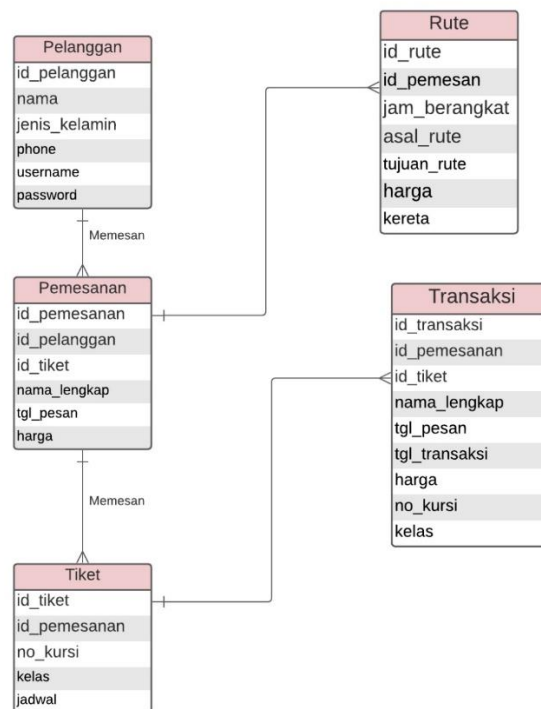 Pelanggan
id_pelanggan
nama
jenis_kelamin
phone
username
password
Memesan
Pemesanan
id_pemesanan
id_pelanggan
id_tiket
nama_lengkap
tgl_pesan
harga
Memesan
Tiket
id_tiket
id_pemesanan
no_kursi
kelas
jadwal
Rute
id_rute
id_pemesan
jam_berangkat
asal_rute
tujuan_rute
harga
kereta
Transaksi
id_transaksi
id_pemesanan
id_tiket
nama_lengkap
tgl_pesan
tgl_transaksi
harga
no_kursi
kelas